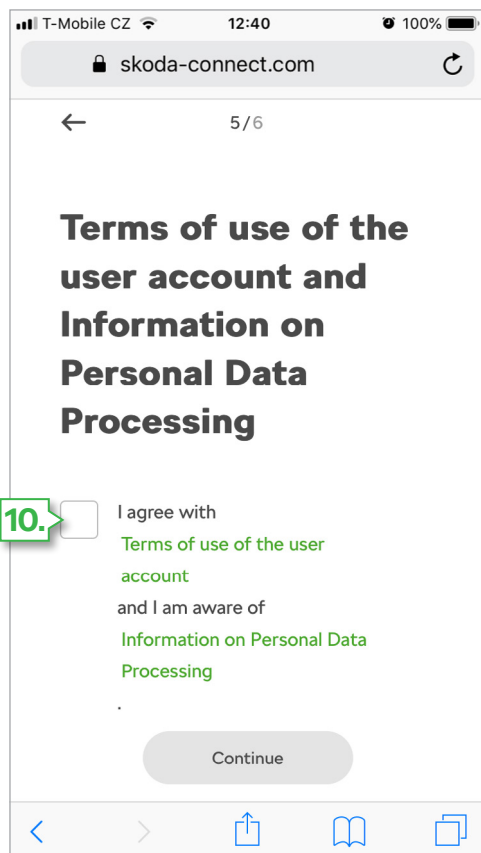 T-Mobile CZ 12:40 100%
skoda-connect.com
5/6
Terms of use of the
user account and
Information on
Personal Data
Processing
10.
I agree with
Terms of use of the user
account
and I am aware of
Information on Personal Data
Processing
.
Continue